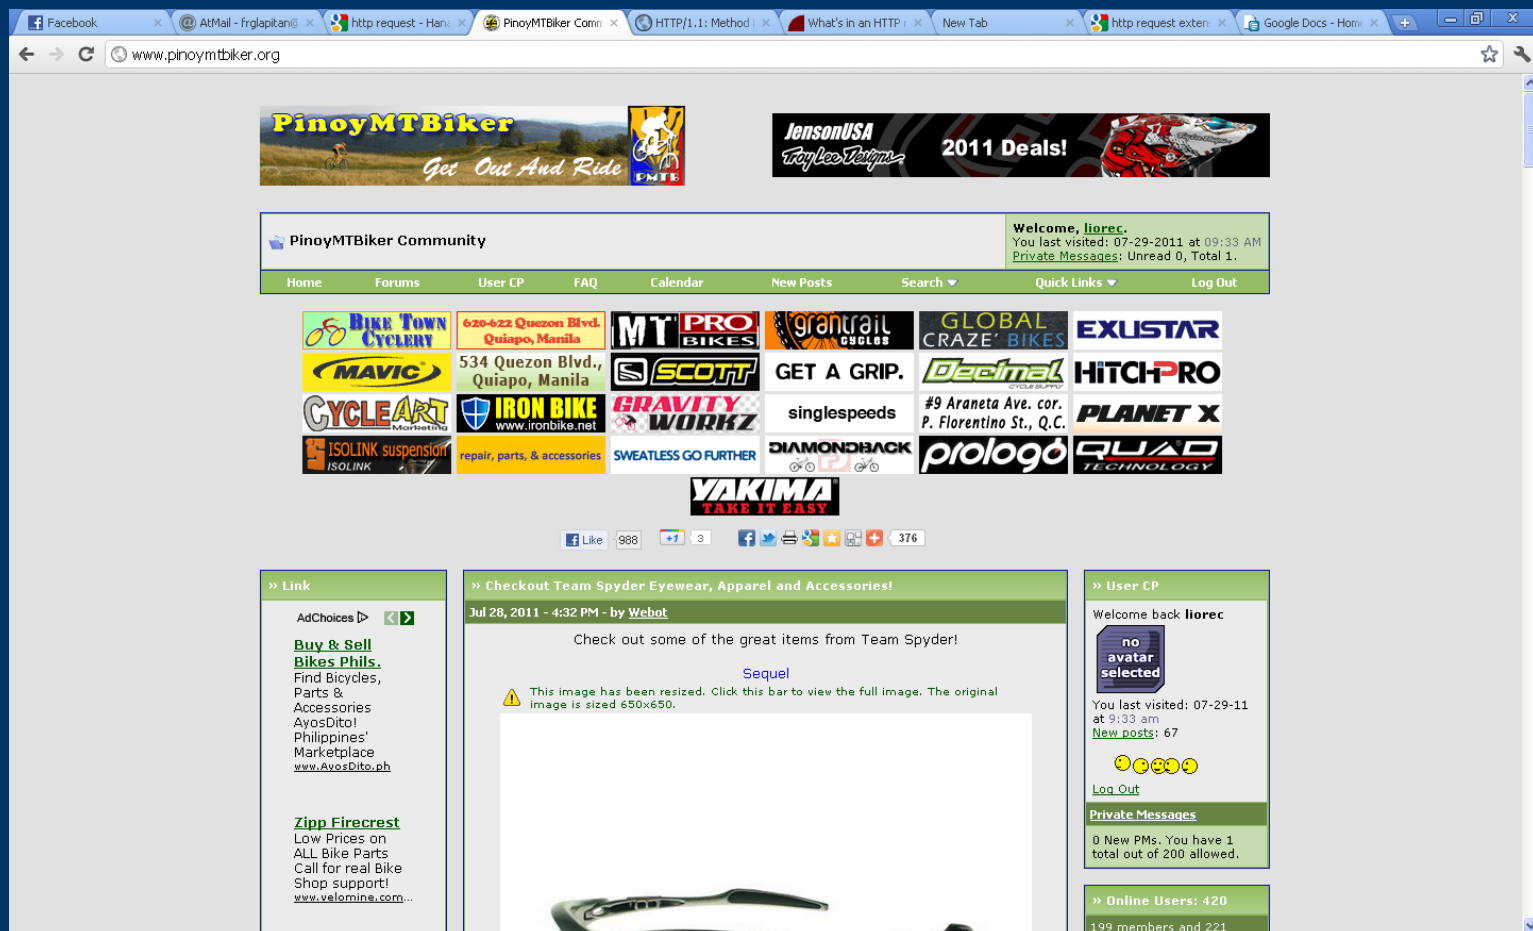 Facebook
AtMail - frglapitan@
http request - Hana
PinoyMTBiker Comm
HTTP/1.1: Method
What's in an HTTP
New Tab
http request exten
Google Docs - Home
www.pinoymtbiker.org
PinoyMTBiker
Get Out And Ride
PMTB
JensonUSA
Troy Lee Designs
2011 Deals!
PinoyMTBiker Community
Welcome, liorec.
You last visited: 07-29-2011 at 09:33 AM
Private Messages: Unread 0, Total 1.
Home Forums User CP FAQ Calendar New Posts Search Quick Links Log Out
BIKE TOWN
CYCLERY
620-622 Quezon Blvd.
Quiapo, Manila
MT PRO
BIKES
grantrail
CYCLES
GLOBAL
CRAZE' BIKES
EXUSTAR
MAVIC
534 Quezon Blvd.,
Quiapo, Manila
SCOTT
GET A GRIP.
Decimal
CYCLE SUPPLY
HITCHPRO
CYCLEART
Marketing
IRON BIKE
www.ironbike.net
GRAVITY
WORKZ
singlespeeds
#9 Araneta Ave. cor.
P. Florentino St., Q.C.
PLANET X
ISOLINK suspension
ISOLINK
repair, parts, & accessories
SWEATLESS GO FURTHER
DIAMONDBACK
prologo
QUAD
TECHNOLOGY
YAKIMA
TAKE IT EASY
Like 988 +1 3 376
» Link
AdChoices
Buy & Sell
Bikes Phils.
Find Bicycles,
Parts &
Accessories
AyosDito!
Philippines'
Marketplace
www.AyosDito.ph
Zipp Firecrest
Low Prices on
ALL Bike Parts
Call for real Bike
Shop support!
www.velomine.com...
» Checkout Team Spyder Eyewear, Apparel and Accessories!
Jul 28, 2011 - 4:32 PM - by Webot
Check out some of the great items from Team Spyder!
Sequel
This image has been resized. Click this bar to view the full image. The original
image is sized 650x650.
» User CP
Welcome back liorec
no
avatar
selected
You last visited: 07-29-11
at 9:33 am
New posts: 67
Log Out
Private Messages
0 New PMs. You have 1
total out of 200 allowed.
» Online Users: 420
199 members and 221